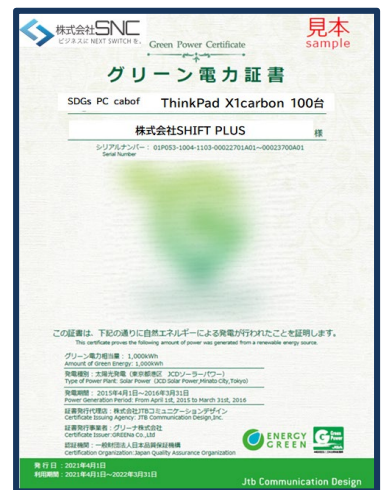 株式会社SNC
ビジネスに NEXT SWITCH を。
見本
sample
Green Power Certificate
グリーン電力証書
SDGs PC cabof ThinkPad X1carbon 100台
株式会社SHIFT PLUS 様
シリアルナンバー： 01P053-1004-1103-00022701A01～00023700A01
Serial Number
この証書は、下記の通りに自然エネルギーによる発電が行われたことを証明します。
This certificate proves the following amount of power was generated from a renewable energy source.
グリーン電力相当量： 1,000kWh
Amount of Green Energy: 1,000kWh
発電種別：太陽光発電（東京都港区 JCDソーラーパワー）
Type of Power Plant: Solar Power (JCD Solar Power,Minato City,Tokyo)
発電期間： 2015年4月1日～2016年3月31日
Power Generation Period: From April 1st, 2015 to March 31st, 2016
証書発行代理店：株式会社JTBコミュニケーションデザイン
Certificate Issuing Agency: JTB Communication Design,Inc.
証書発行事業者：グリーナ株式会社
Certificate Issuer:GREENa Co.,Ltd
認証機関：一般財団法人日本品質保証機構
Certification Organization:Japan Quality Assurance Organization
ENERGY GREEN
Green Power
発 行 日：2021年4月1日
利用期間：2021年4月1日～2022年3月31日
Jtb Communication Design